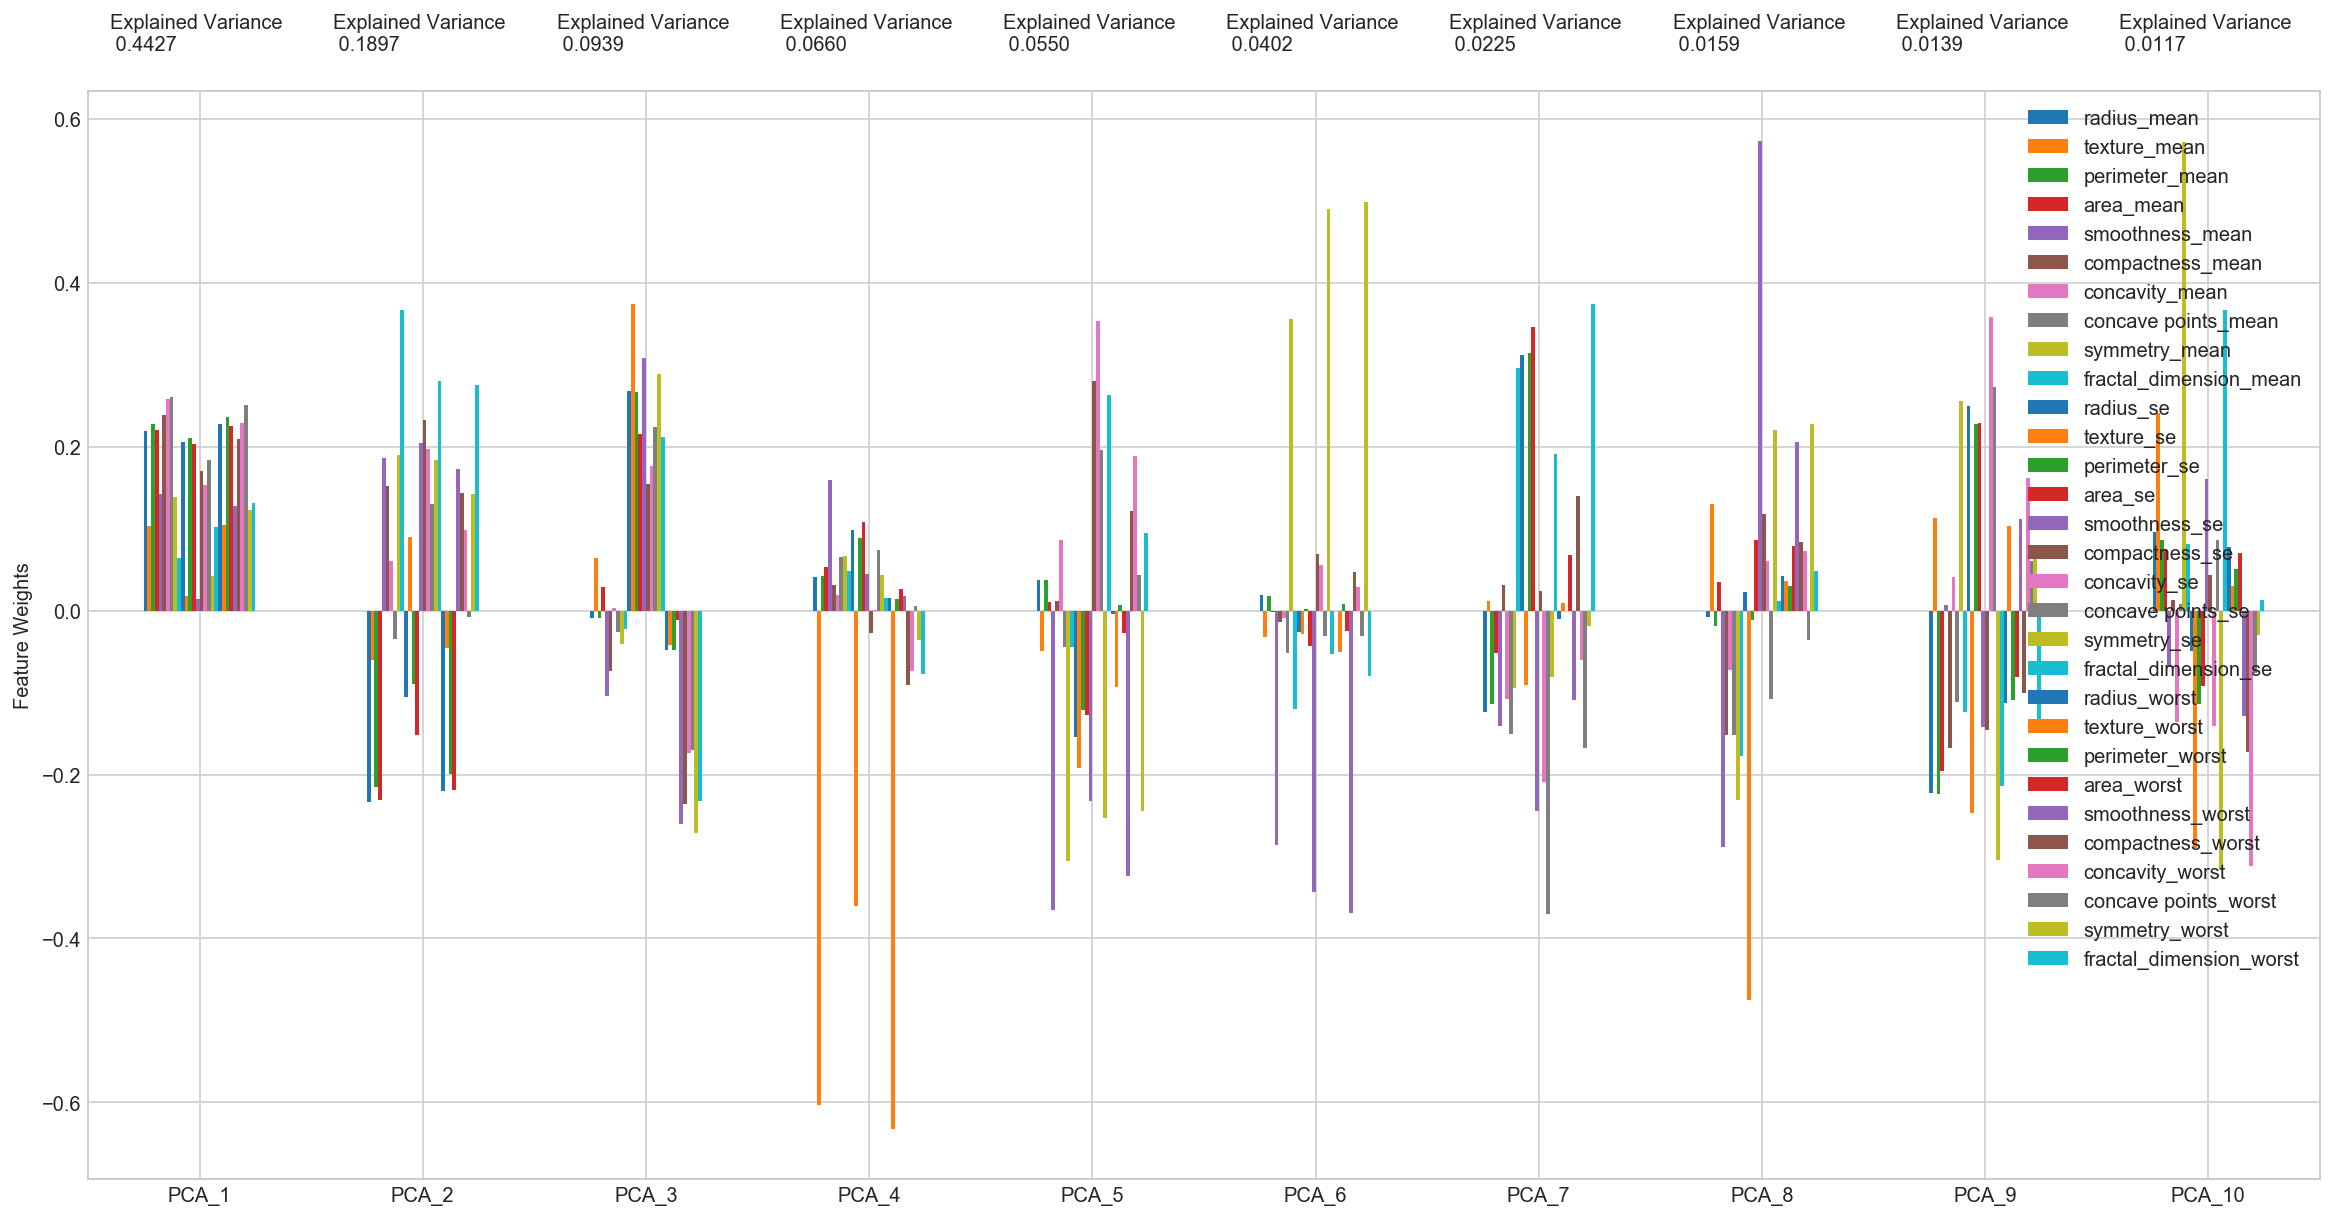 Explained Variance Explained Variance Explained Variance Explained Variance Explained Variance Explained Variance Explained Variance Explained Variance Explained Variance Explained Variance
0.4427 0.1897 0.0939 0.0660 0.0550 0.0402 0.0225 0.0159 0.0139 0.0117
0.6
0.4
0.2
0.0
−0.2
−0.4
−0.6
Feature Weights
radius_mean
texture_mean
perimeter_mean
area_mean
smoothness_mean
compactness_mean
concavity_mean
concave points_mean
symmetry_mean
fractal_dimension_mean
radius_se
texture_se
perimeter_se
area_se
smoothness_se
compactness_se
concavity_se
concave points_se
symmetry_se
fractal_dimension_se
radius_worst
texture_worst
perimeter_worst
area_worst
smoothness_worst
compactness_worst
concavity_worst
concave points_worst
symmetry_worst
fractal_dimension_worst
PCA_1 PCA_2 PCA_3 PCA_4 PCA_5 PCA_6 PCA_7 PCA_8 PCA_9 PCA_10